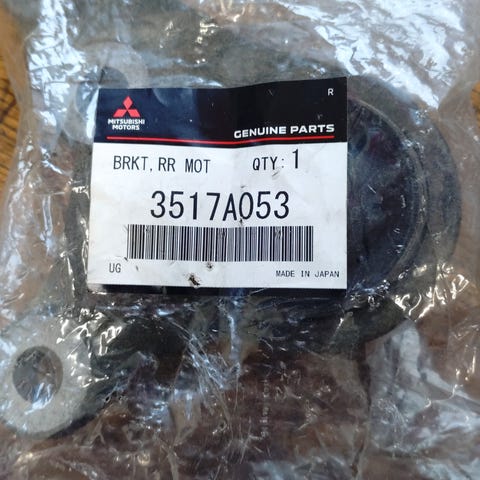 R
MITSUBISHI
MOTORS
GENUINE PARTS
BRKT,RR MOT QTY:1
3517A053
UG
MADE IN JAPAN